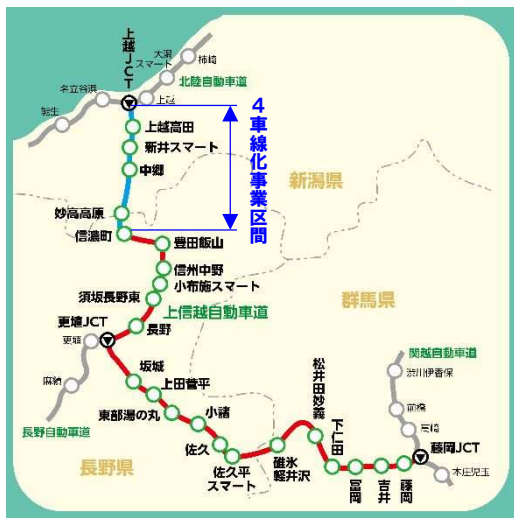 上越JCT
大潟
スマート
柿崎
北陸自動車道
名立谷浜
上越
能生
上越高田
新井スマート
中郷
4車線化事業区間
新潟県
妙高高原
信濃町
豊田飯山
信州中野
小布施スマート
須坂長野東
上信越自動車道
群馬県
更埴JCT
長野
更埴
麻績
長野自動車道
坂城
上田菅平
東部湯の丸
小諸
佐久
佐久平
スマート
長野県
碓氷
軽井沢
松井田妙義
下仁田
富岡
吉井
藤岡
関越自動車道
渋川伊香保
前橋
高崎
藤岡JCT
本庄児玉